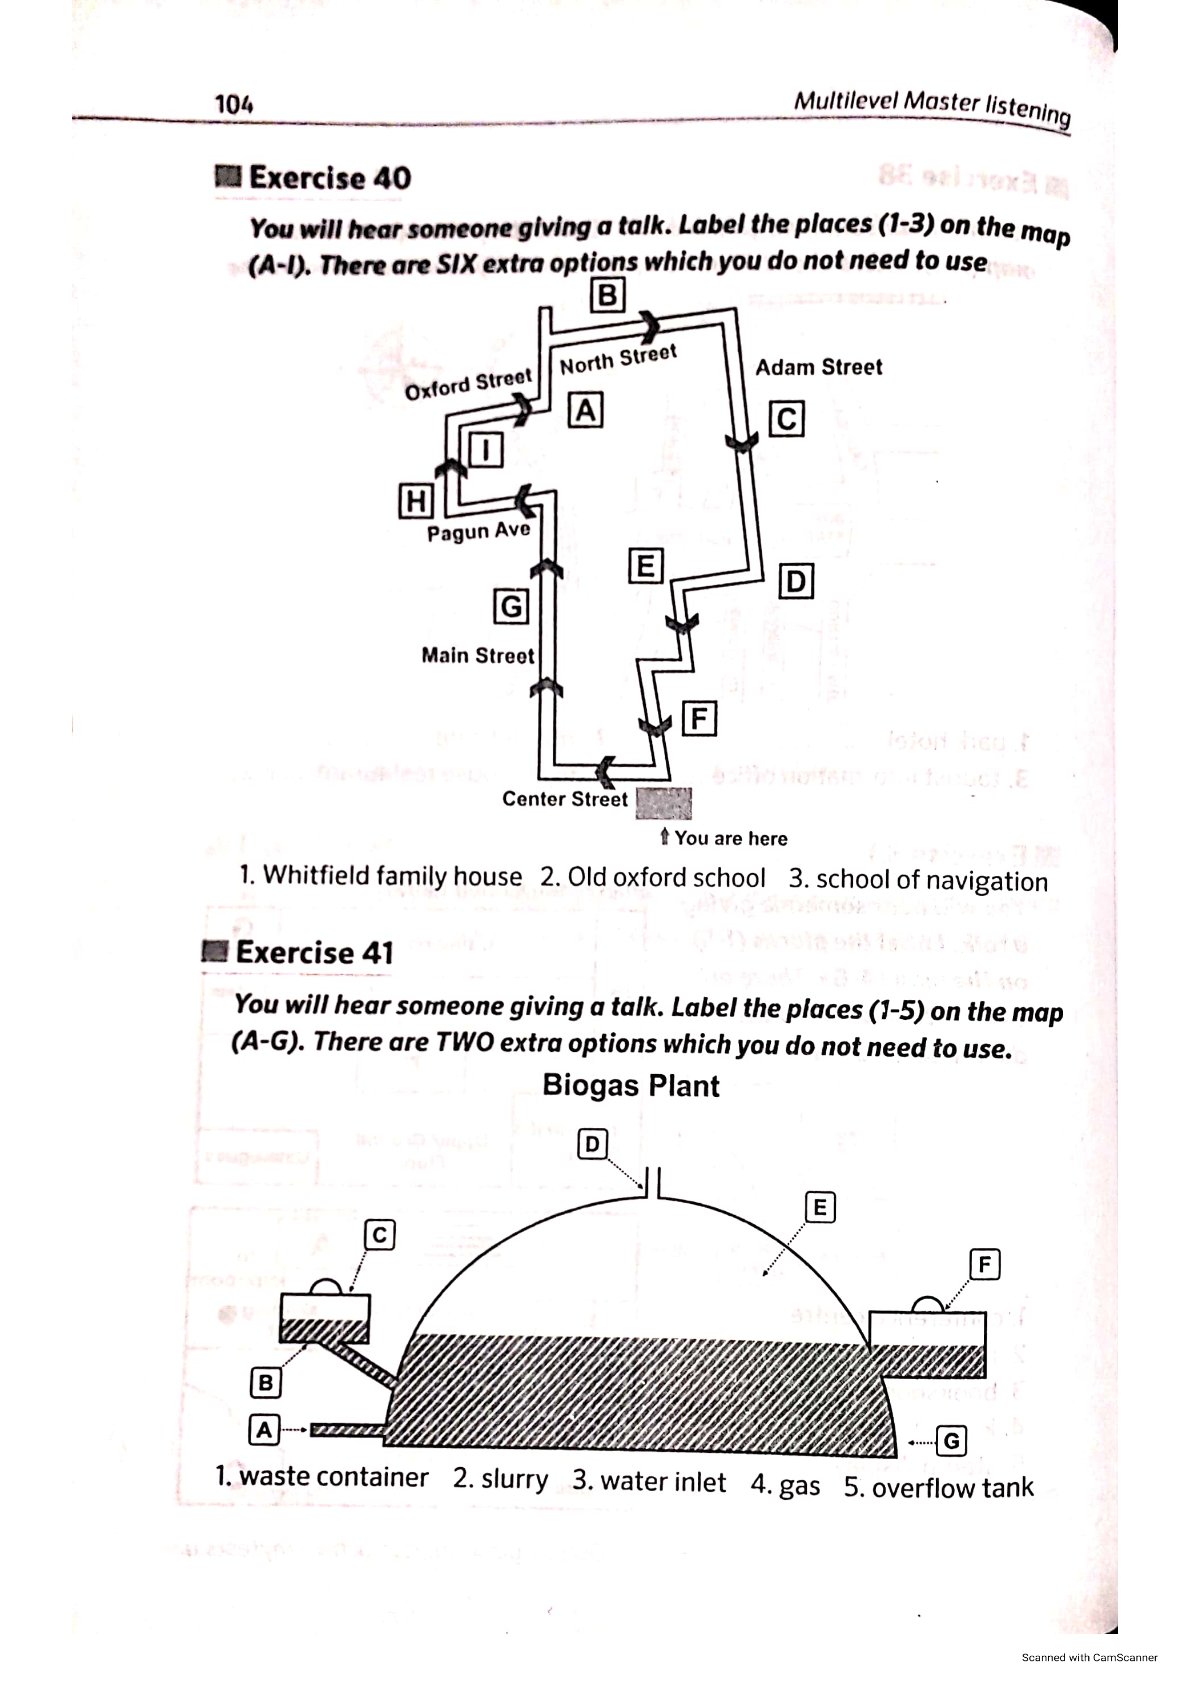 104
Multilevel Master listening
Exercise 40
You will hear someone giving a talk. Label the places (1-3) on the map
(A-I). There are SIX extra options which you do not need to use
B
North Street
Oxford Street
Adam Street
A
C
I
H
Pagun Ave
E
D
G
Main Street
F
Center Street
You are here
1. Whitfield family house 2. Old oxford school 3. school of navigation
Exercise 41
You will hear someone giving a talk. Label the places (1-5) on the map
(A-G). There are TWO extra options which you do not need to use.
Biogas Plant
D
E
C
F
B
A
G
1. waste container 2. slurry 3. water inlet 4. gas 5. overflow tank
Scanned with CamScanner